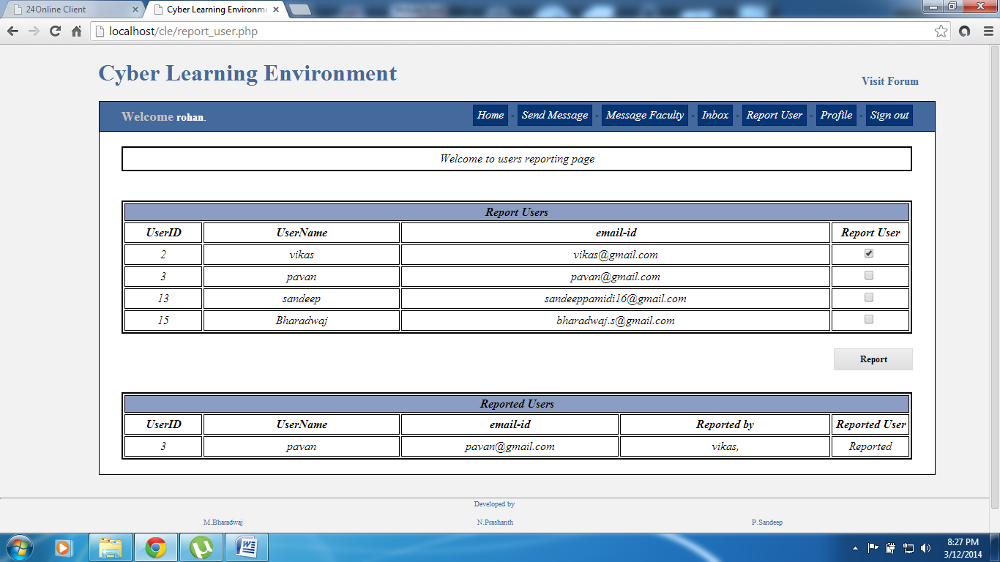 24Online Client
Cyber Learning Environm
localhost/cle/report_user.php
Cyber Learning Environment
Visit Forum
Welcome rohan.
Home - Send Message - Message Faculty - Inbox - Report User - Profile - Sign out
Welcome to users reporting page
Report Users
UserID UserName email-id Report User
2 vikas vikas@gmail.com
3 pavan pavan@gmail.com
13 sandeep sandeeppamidi16@gmail.com
15 Bharadwaj bharadwaj.s@gmail.com
Report
Reported Users
UserID UserName email-id Reported by Reported User
3 pavan pavan@gmail.com vikas, Reported
Developed by
M.Bharadwaj N.Prashanth P.Sandeep
8:27 PM
3/12/2014